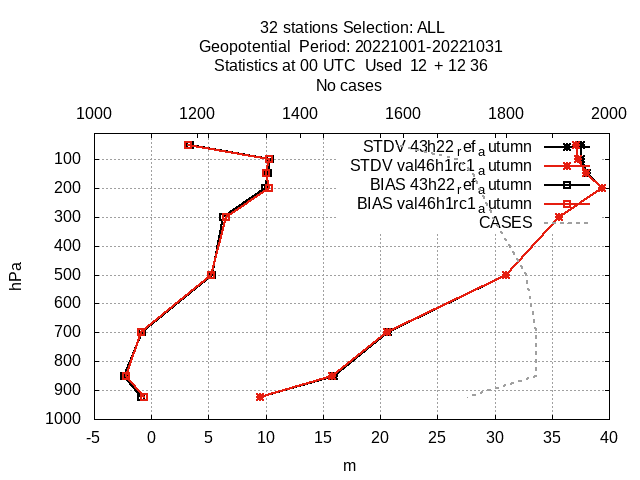 32 stations Selection: ALL
Geopotential  Period: 20221001-20221031
Statistics at 00 UTC  Used  12 + 12 36
No cases
1000 1200 1400 1600 1800 2000
STDV 43h22_ref_autumn
STDV val46h1rc1_autumn
BIAS 43h22_ref_autumn
BIAS val46h1rc1_autumn
CASES
100
200
300
400
500
600
700
800
900
1000
hPa
-5 0 5 10 15 20 25 30 35 40
m